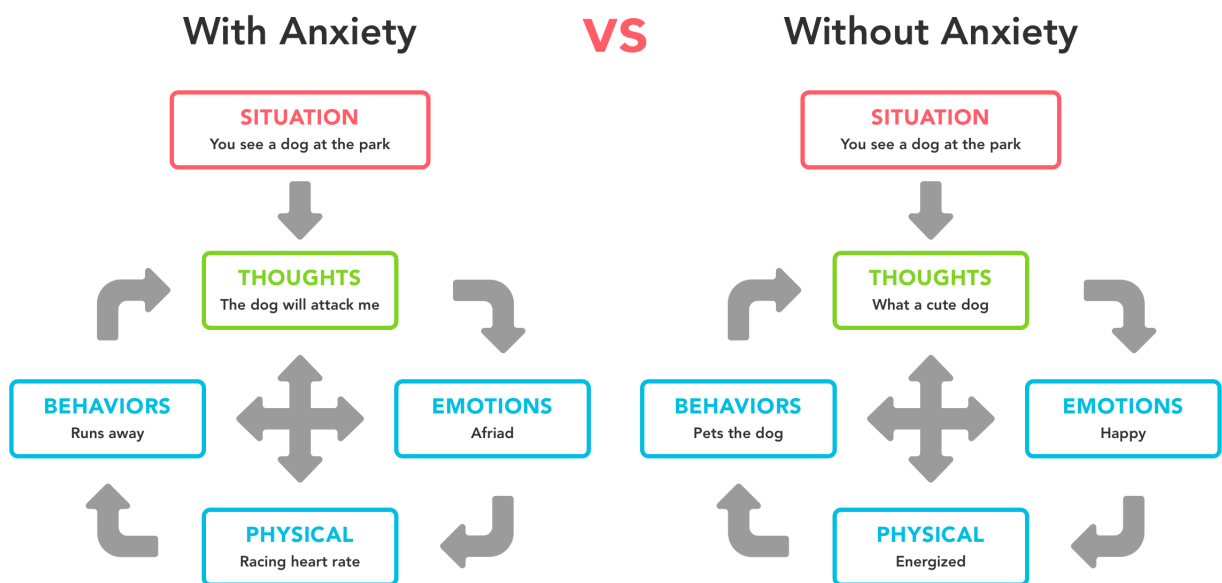 With Anxiety
VS
Without Anxiety
SITUATION
You see a dog at the park
THOUGHTS
The dog will attack me
BEHAVIORS
Runs away
EMOTIONS
Afriad
PHYSICAL
Racing heart rate
SITUATION
You see a dog at the park
THOUGHTS
What a cute dog
BEHAVIORS
Pets the dog
EMOTIONS
Happy
PHYSICAL
Energized